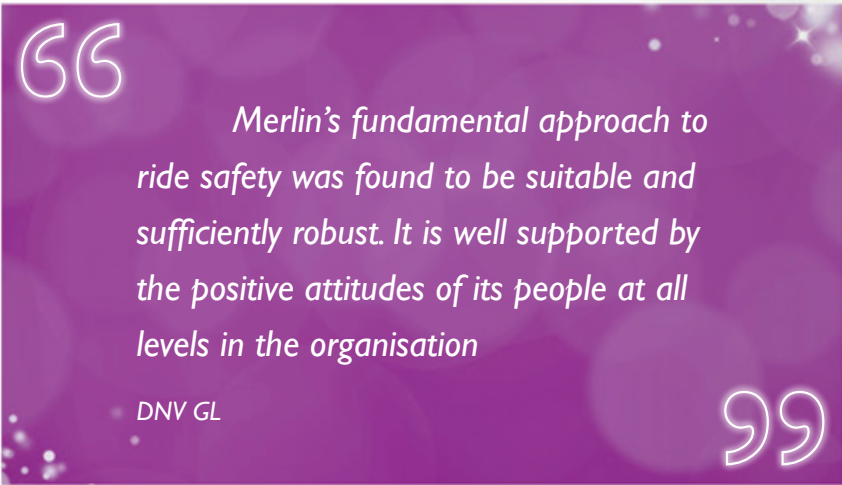 “
Merlin’s fundamental approach to
ride safety was found to be suitable and
sufficiently robust. It is well supported by
the positive attitudes of its people at all
levels in the organisation
DNV GL
”